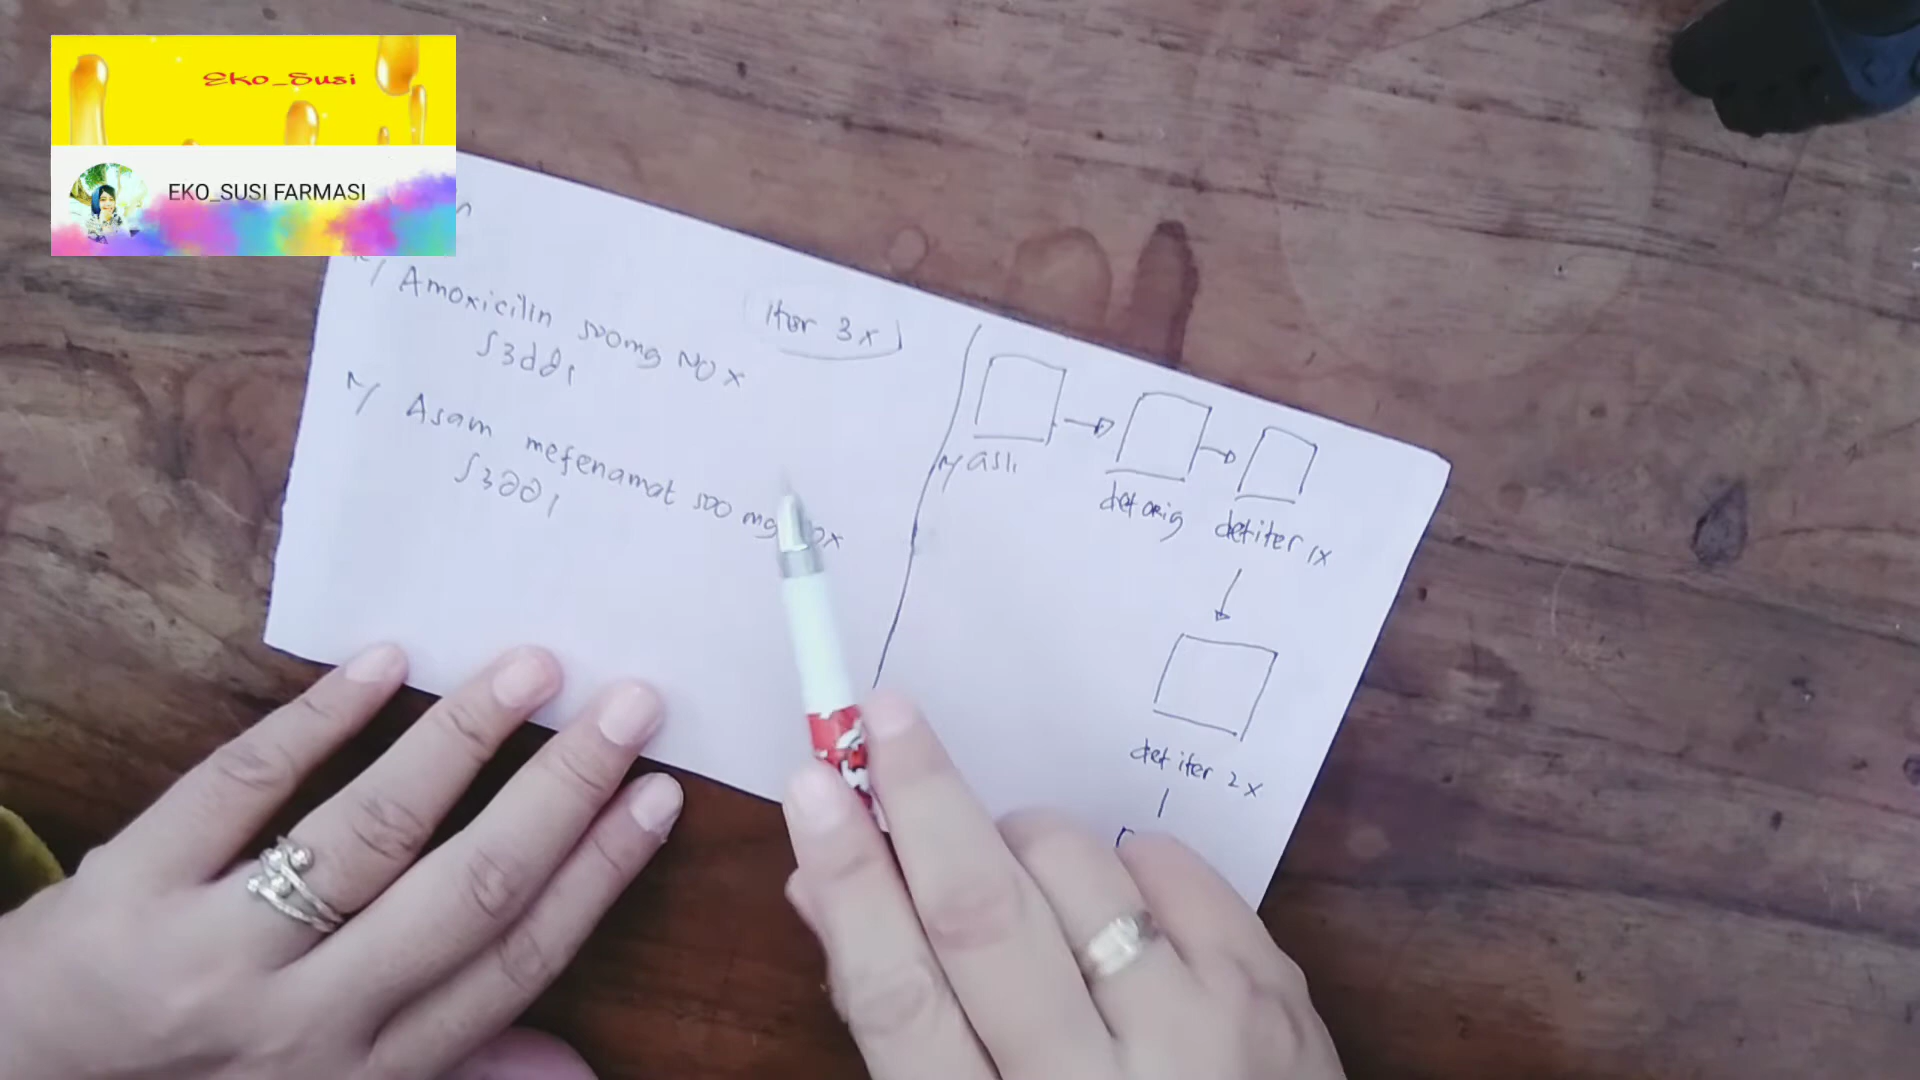 Eko_Susi
EKO_SUSI FARMASI
Iter 3x
R/ Amoxicilin 500mg NO X
S3dd1
R/ Asam mefenamat 500 mg
S3dd1
R/ asli
det orig
det iter 1x
det iter 2x